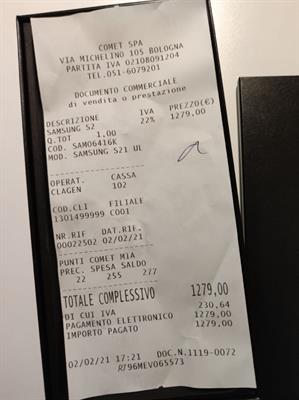 COMET SPA
VIA MICHELINO 105 BOLOGNA
PARTITA IVA 02108091204
TEL.051-6079201
DOCUMENTO COMMERCIALE
di vendita o prestazione
DESCRIZIONE IVA PREZZO(€)
SAMSUNG S2 22% 1279,00
Q.TOT 1.00
COD. SAMO6416K
MOD. SAMSUNG S21 UL
OPERAT. CASSA
CLAGEN 102
COD.CLI FILIALE
1301499999 CO01
NR.RIF DAT.RIF.
00022502 02/02/21
PUNTI COMET MIA
PREC. SPESA SALDO
22 255 277
TOTALE COMPLESSIVO 1279,00
DI CUI IVA 230,64
PAGAMENTO ELETTRONICO 1279,00
IMPORTO PAGATO 1279,00
02/02/21 17:21 DOC.N.1119-0072
RT96MEV065573